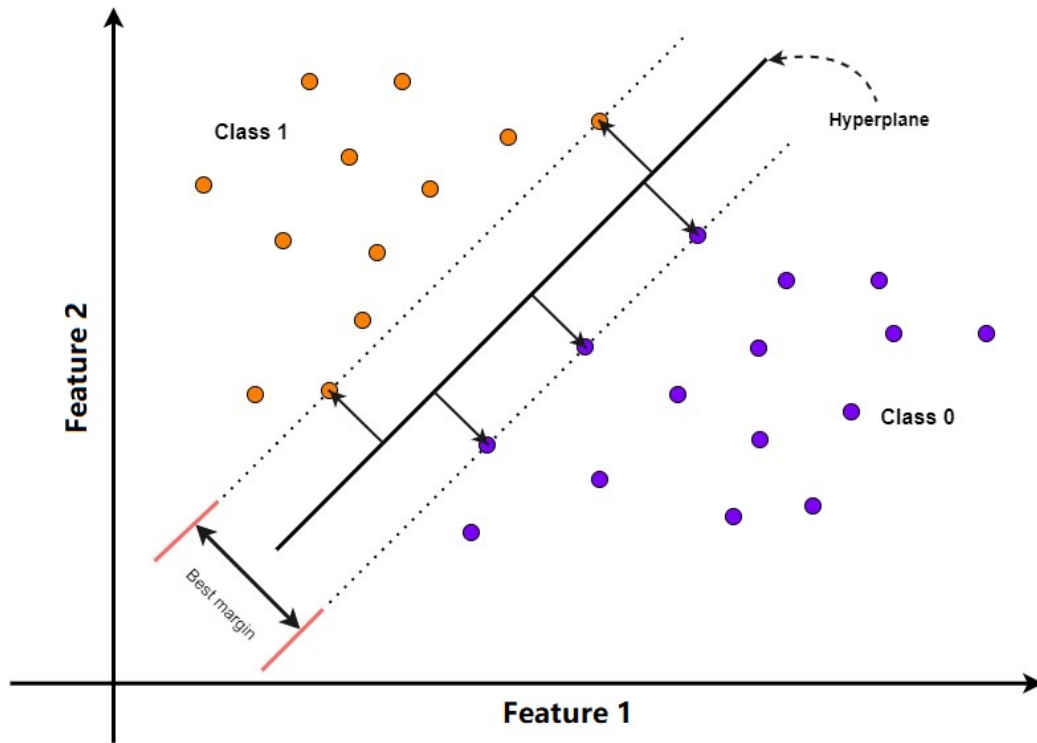 Class 1
Hyperplane
Feature 2
Class 0
Best margin
Feature 1